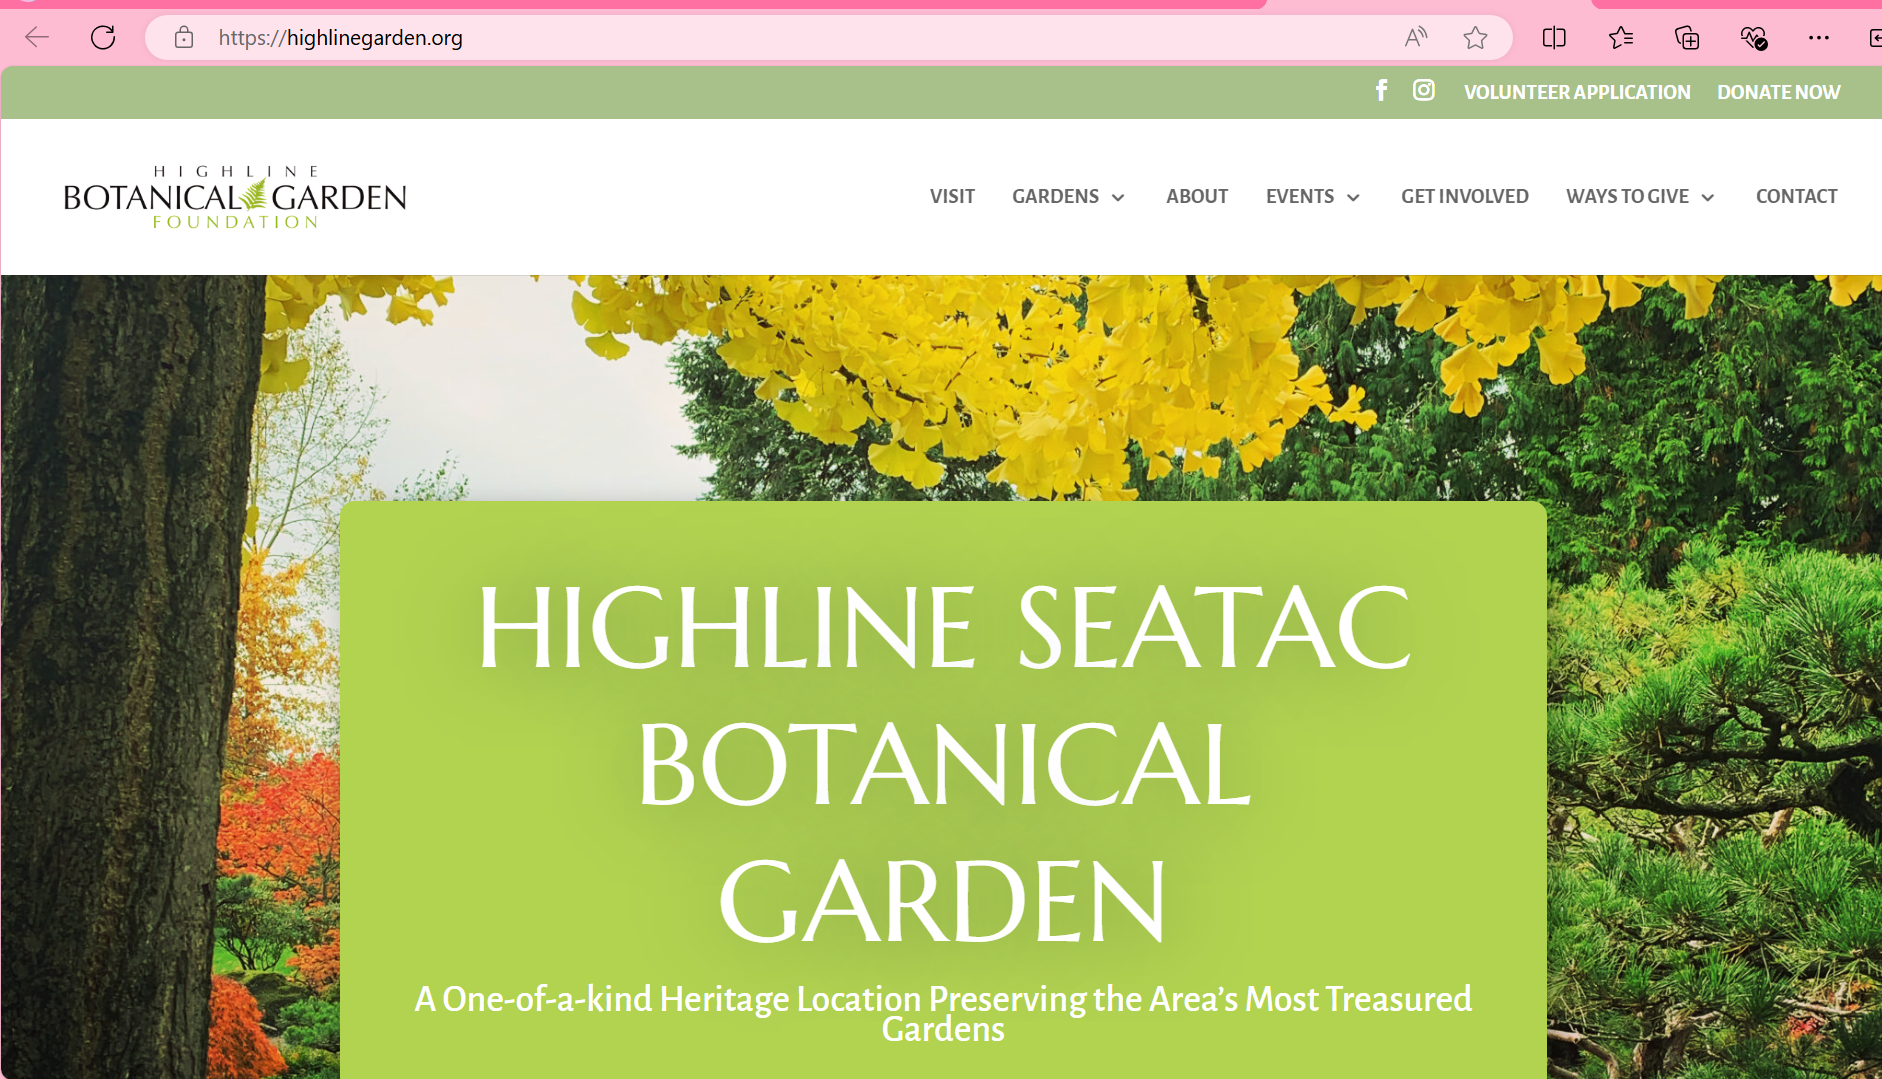 https://highlinegarden.org
VOLUNTEER APPLICATION DONATE NOW
HIGHLINE
BOTANICAL GARDEN
FOUNDATION
VISIT GARDENS ABOUT EVENTS GET INVOLVED WAYS TO GIVE CONTACT
HIGHLINE SEATAC
BOTANICAL
GARDEN
A One-of-a-kind Heritage Location Preserving the Area's Most Treasured
Gardens